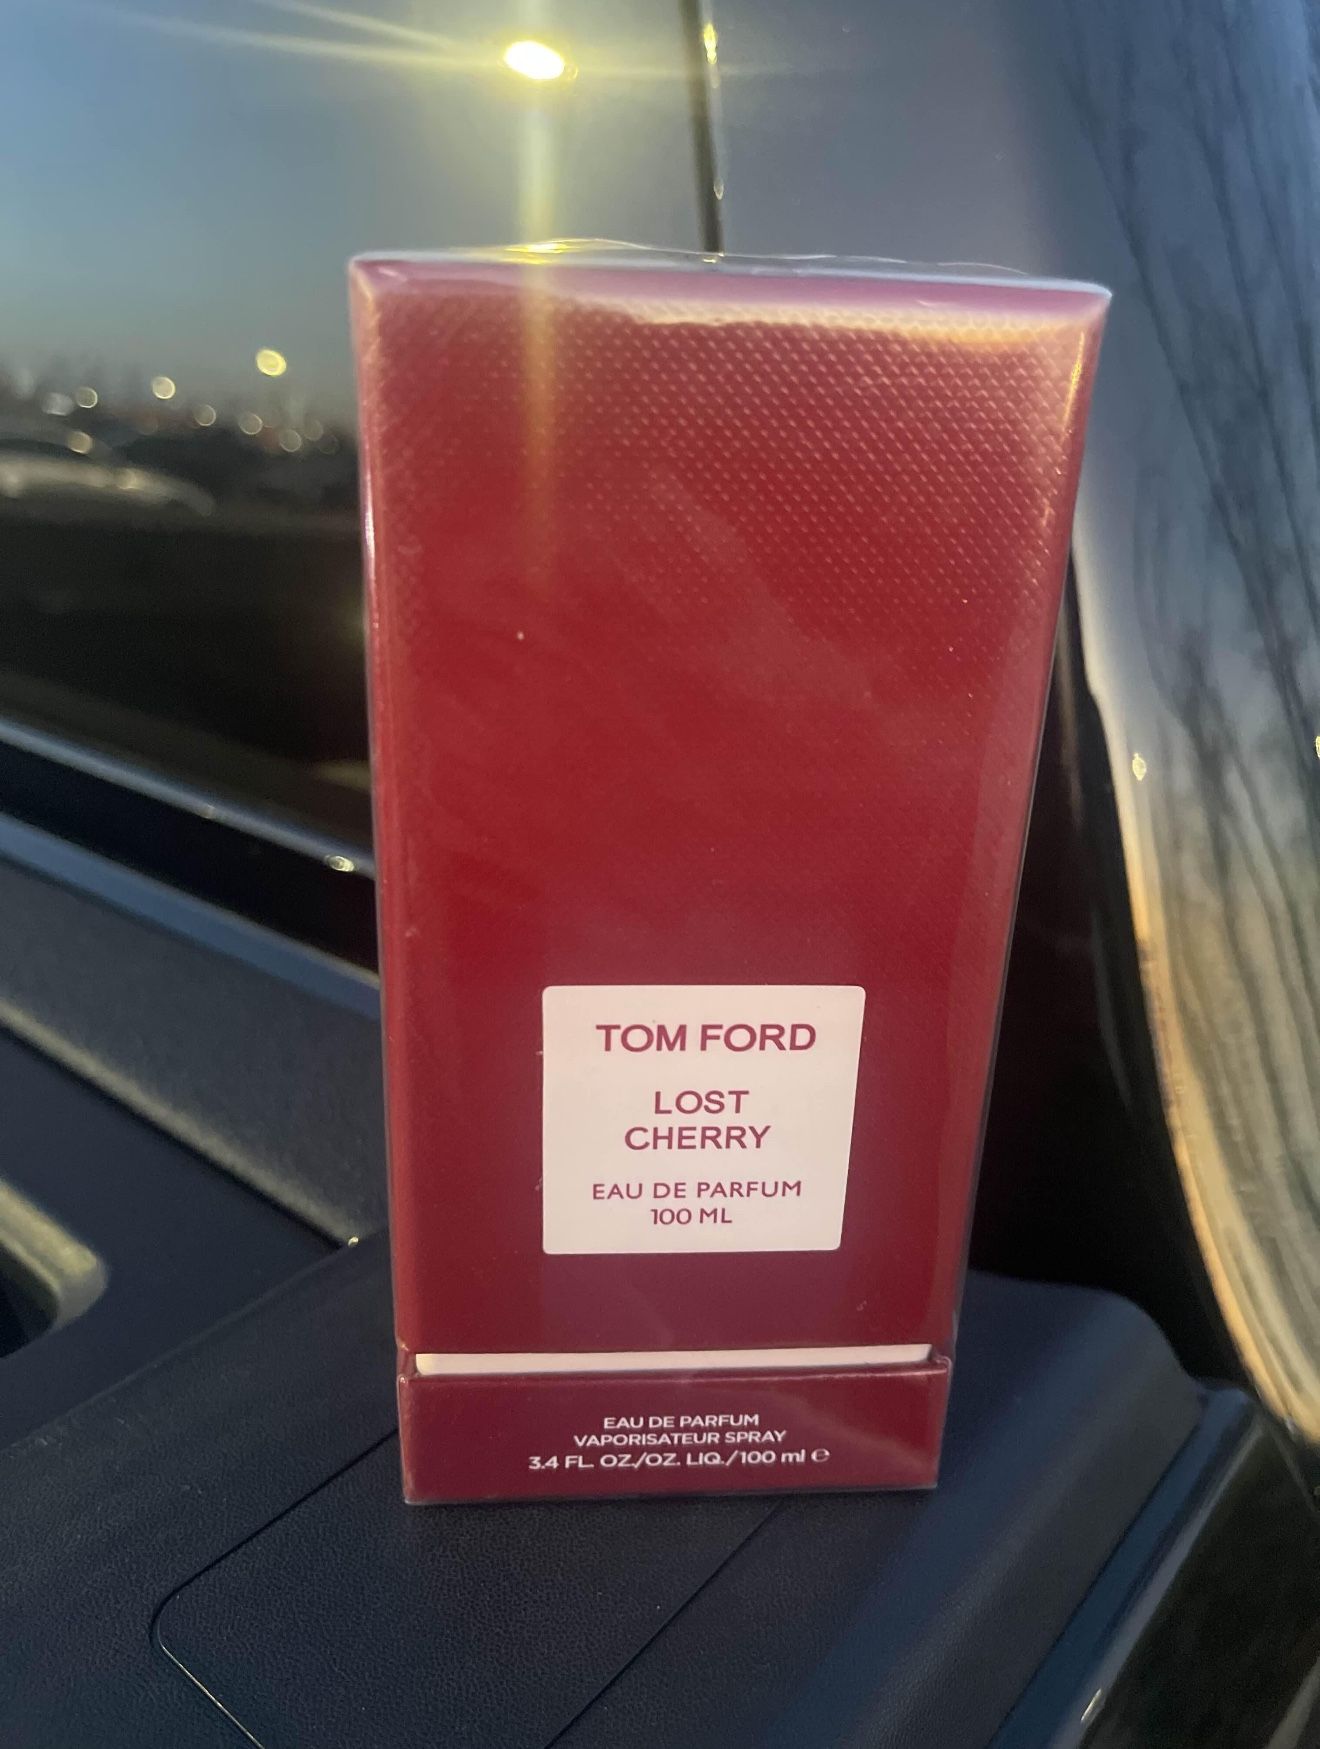 TOM FORD
LOST
CHERRY
EAU DE PARFUM
100 ML
EAU DE PARFUM
VAPORISATEUR SPRAY
3.4 FL. OZ./OZ. LIQ./100 ml ℮